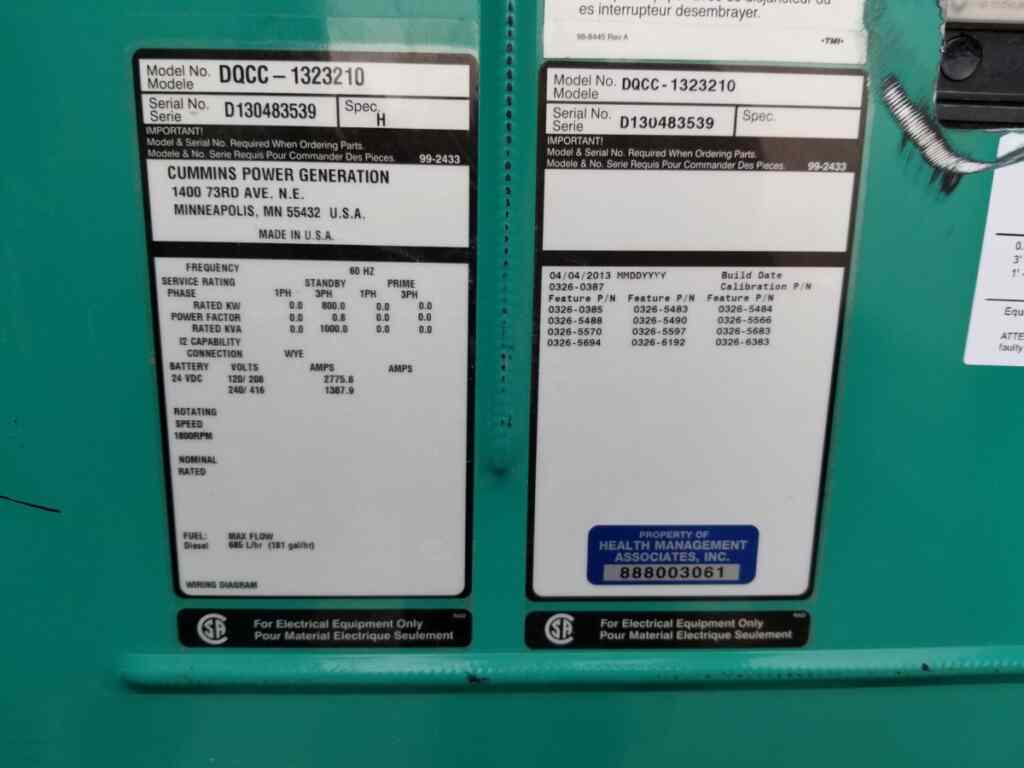 es interrupteur desembrayer.
98-8445 Rev A
•TMI•
Model No. DQCC-1323210
Modele
Serial No. D130483539 Spec. H
Serie
IMPORTANT!
Model & Serial No. Required When Ordering Parts.
Modele & No. Serie Requis Pour Commander Des Pieces. 99-2433
CUMMINS POWER GENERATION
1400 73RD AVE. N.E.
MINNEAPOLIS, MN 55432 U.S.A.
MADE IN U.S.A.
FREQUENCY 60 HZ
SERVICE RATING STANDBY PRIME
PHASE 1PH 3PH 1PH 3PH
RATED KW 0.0 800.0 0.0 0.0
POWER FACTOR 0.0 0.8 0.0 0.0
RATED KVA 0.0 1000.0 0.0 0.0
I2 CAPABILITY
CONNECTION WYE
BATTERY VOLTS AMPS AMPS
24 VDC 120/ 208 2775.8
240/ 416 1387.9
ROTATING
SPEED
1800RPM
NOMINAL
RATED
FUEL: MAX FLOW
Diesel 685 L/hr (181 gal/hr)
WIRING DIAGRAM
For Electrical Equipment Only
Pour Material Electrique Seulement
Model No. DQCC-1323210
Modele
Serial No. D130483539 Spec.
Serie
IMPORTANT!
Model & Serial No. Required When Ordering Parts.
Modele & No. Serie Requis Pour Commander Des Pieces. 99-2433
04/04/2013 MMDDYYYY Build Date
0326-0387 Calibration P/N
Feature P/N Feature P/N Feature P/N
0326-0385 0326-5483 0326-5484
0326-5488 0326-5490 0326-5566
0326-5570 0326-5597 0326-5683
0326-5694 0326-6192 0326-6383
PROPERTY OF
HEALTH MANAGEMENT
ASSOCIATES, INC.
888003061
For Electrical Equipment Only
Pour Material Electrique Seulement
0.
3'
1'
Equ
ATTE
faulty